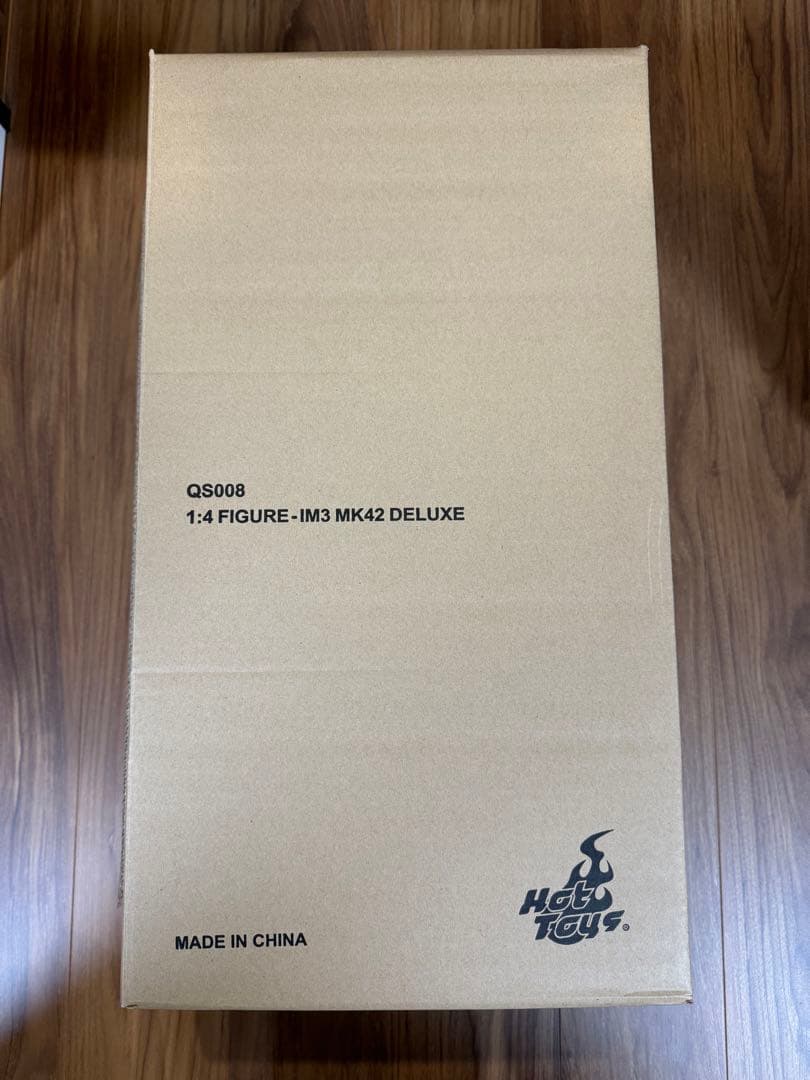 QS008
1:4 FIGURE-IM3 MK42 DELUXE
Hot
Toys®
MADE IN CHINA